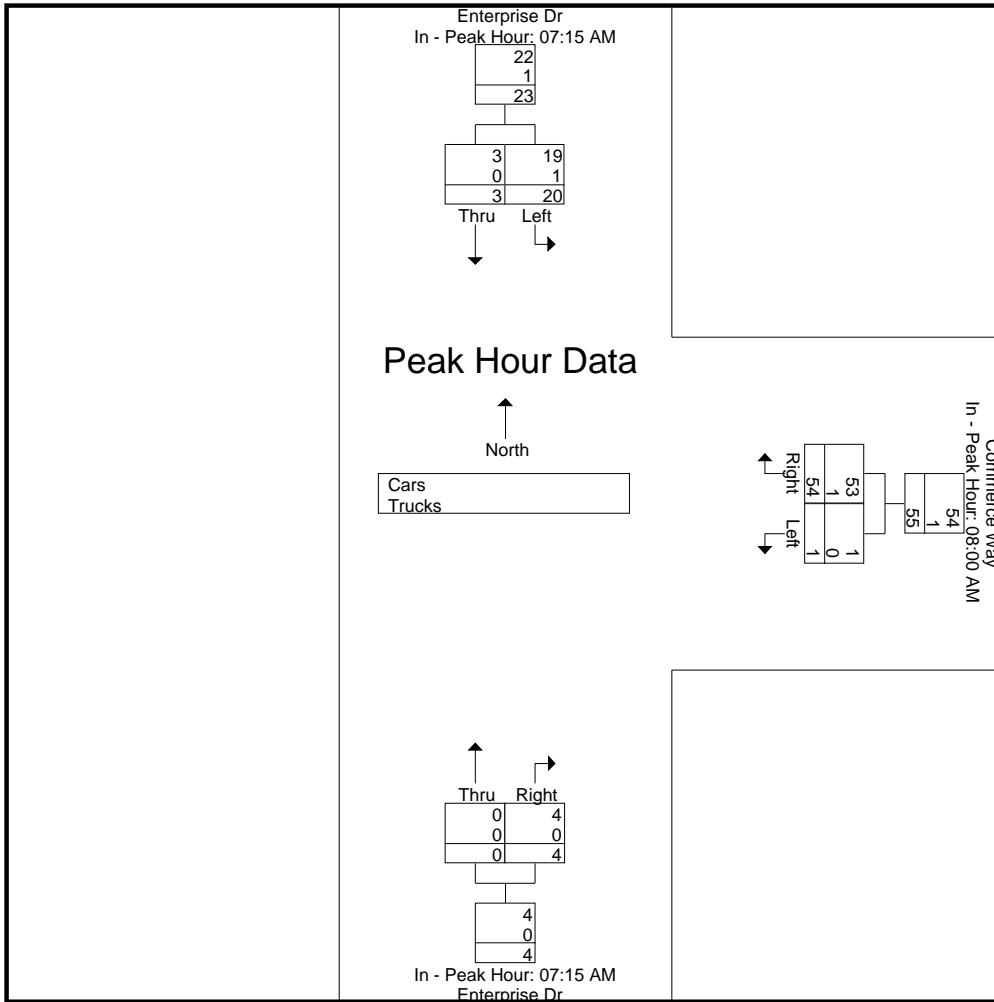 Enterprise Dr
In - Peak Hour: 07:15 AM
22
1
23
3 19
0 1
3 20
Thru Left
Peak Hour Data
North
Cars
Trucks
Commerce Way
In - Peak Hour: 08:00 AM
54
1
55
53 1
1 0
54 1
Right Left
Thru Right
0 4
0 0
0 4
4
0
4
In - Peak Hour: 07:15 AM
Enterprise Dr